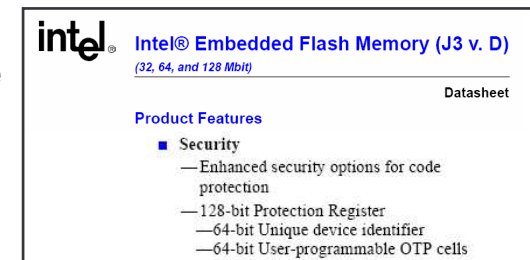 intel®
Intel® Embedded Flash Memory (J3 v. D)
(32, 64, and 128 Mbit)
Datasheet
Product Features
■ Security
—Enhanced security options for code
protection
—128-bit Protection Register
—64-bit Unique device identifier
—64-bit User-programmable OTP cells